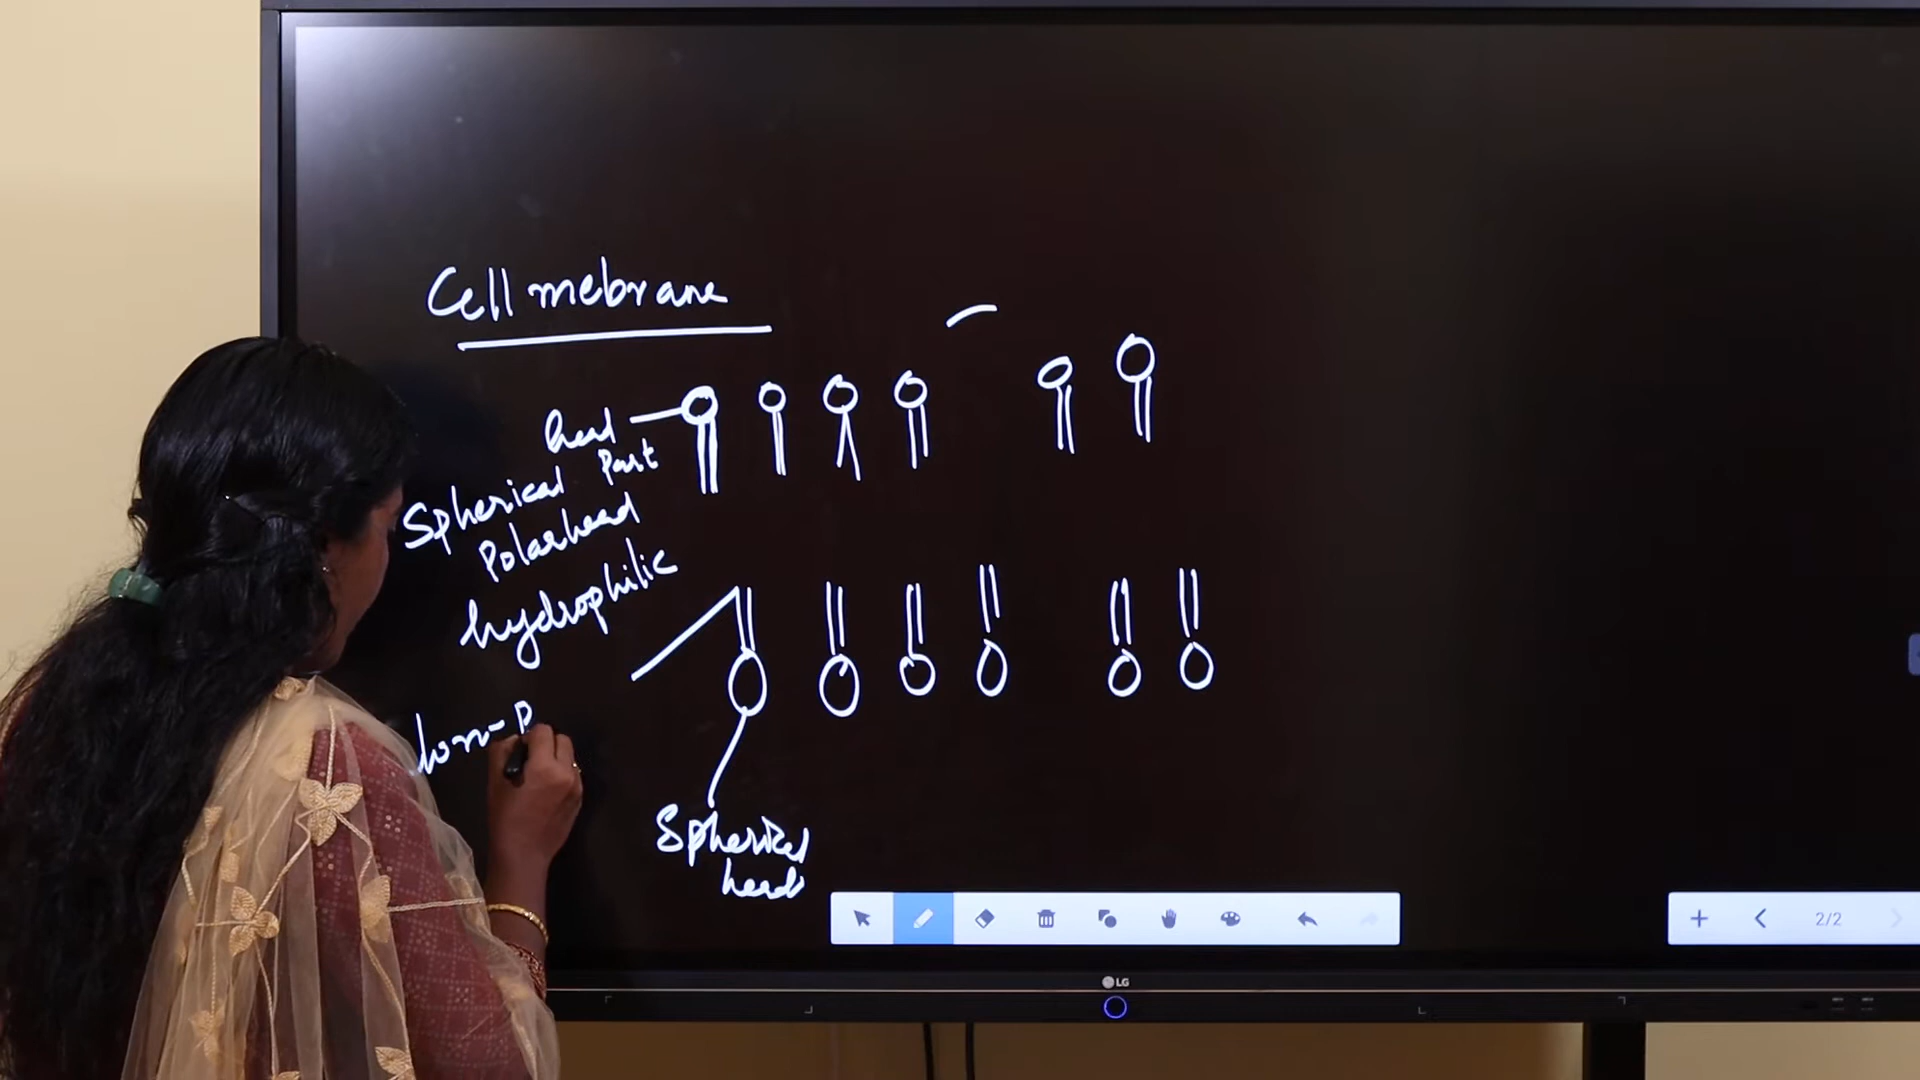 Cell mebrane
head
Part
Spherical
Polarhead
hydrophilic
Non-P
Spherical
head
2/2
LG